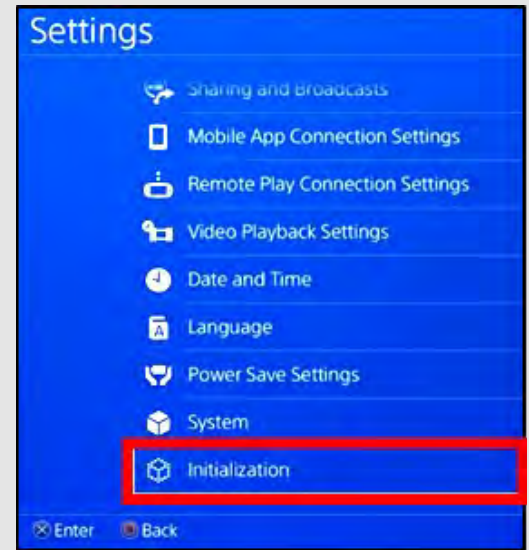 Settings
Sharing and Broadcasts
Mobile App Connection Settings
Remote Play Connection Settings
Video Playback Settings
Date and Time
A Language
Power Save Settings
System
Initialization
Enter Back